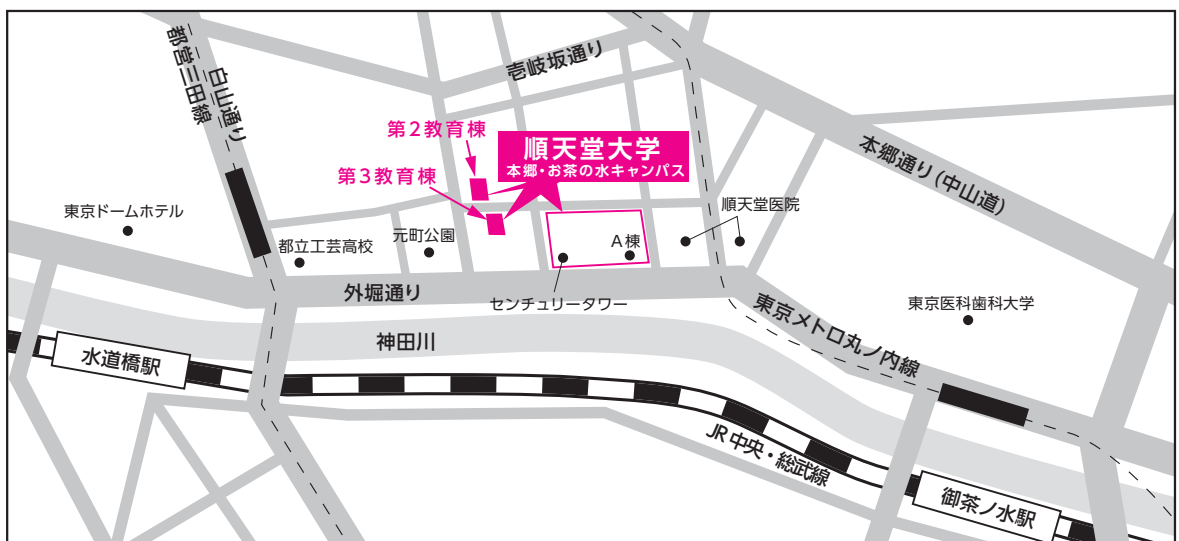 都営三田線
白山通り
壱岐坂通り
本郷通り(中山道)
第2教育棟
第3教育棟
順天堂大学
本郷・お茶の水キャンパス
東京ドームホテル
都立工芸高校
元町公園
A棟
順天堂医院
外堀通り
センチュリータワー
東京メトロ丸ノ内線
東京医科歯科大学
神田川
水道橋駅
JR中央・総武線
御茶ノ水駅